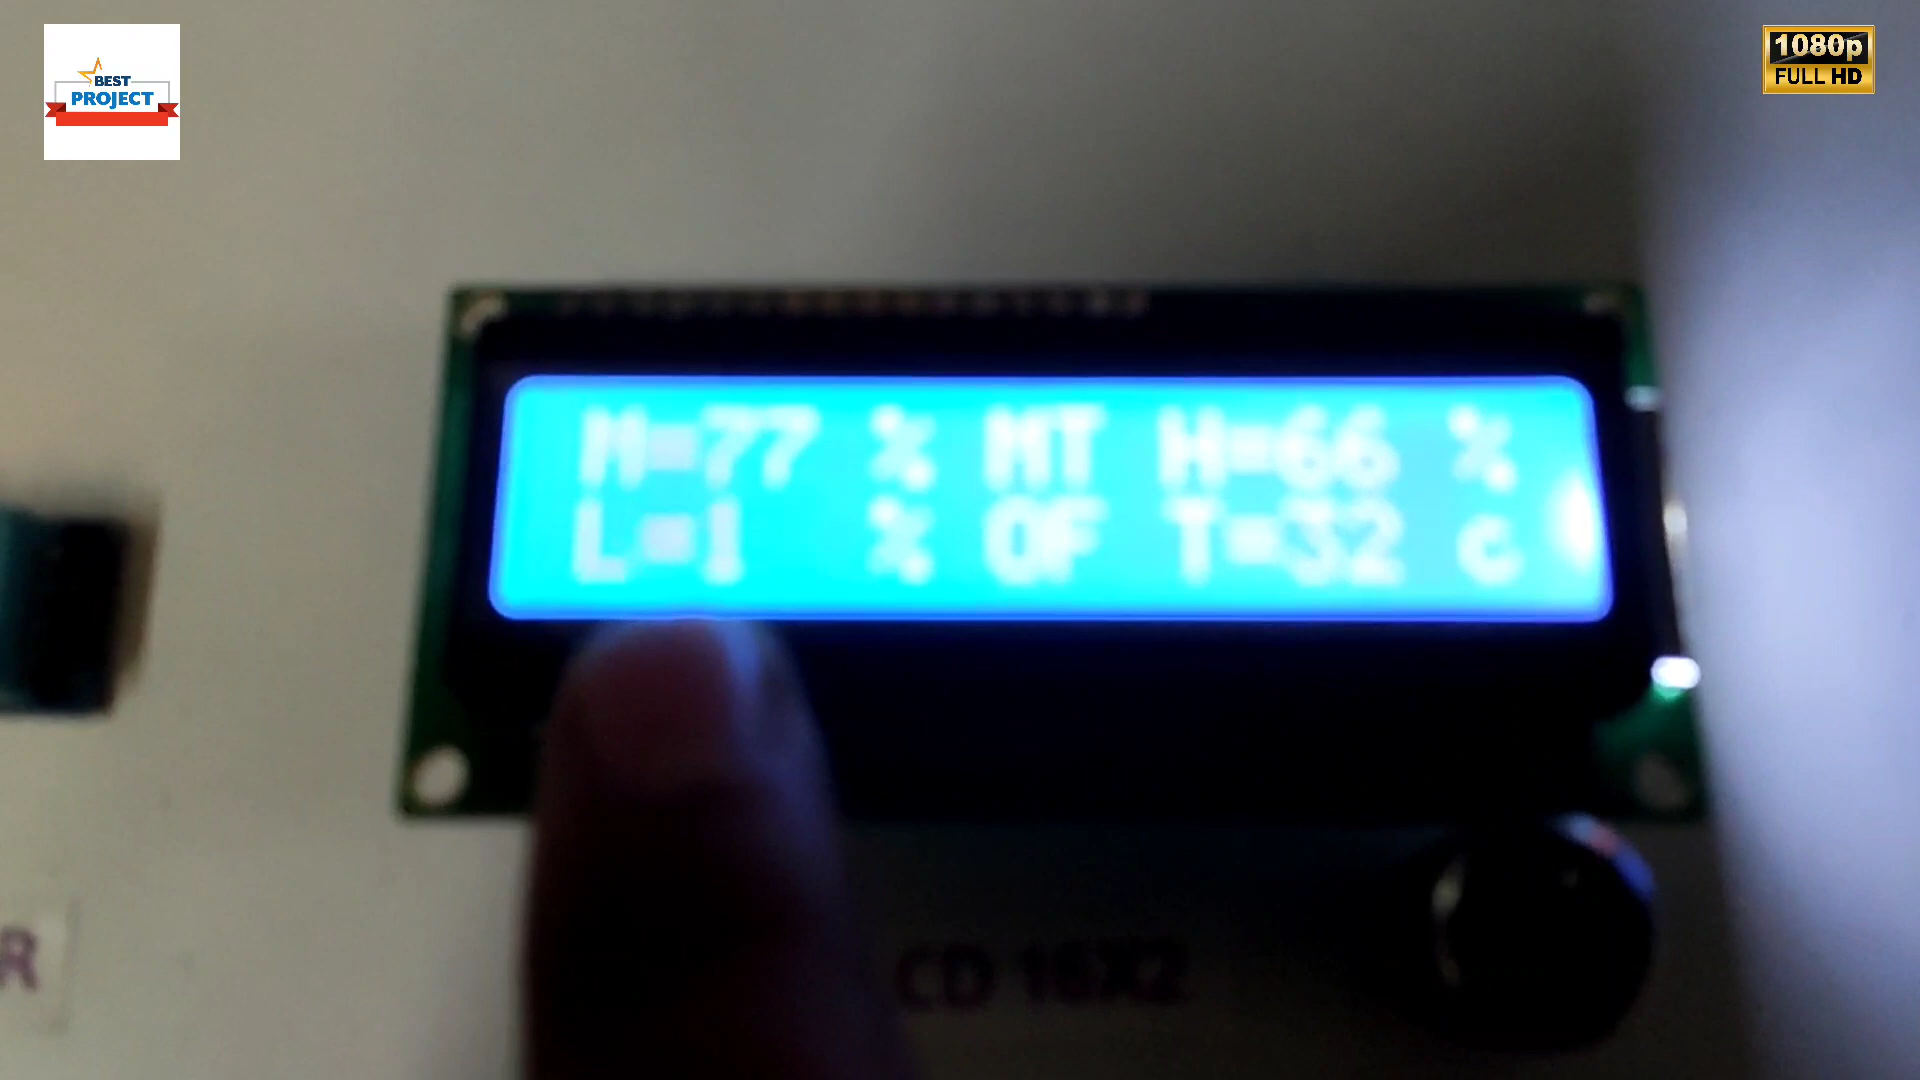 BEST
PROJECT
1080p
FULL HD
M=77 % MT H=66 %
L=1 % OF T=32 c
R
CD 16X2